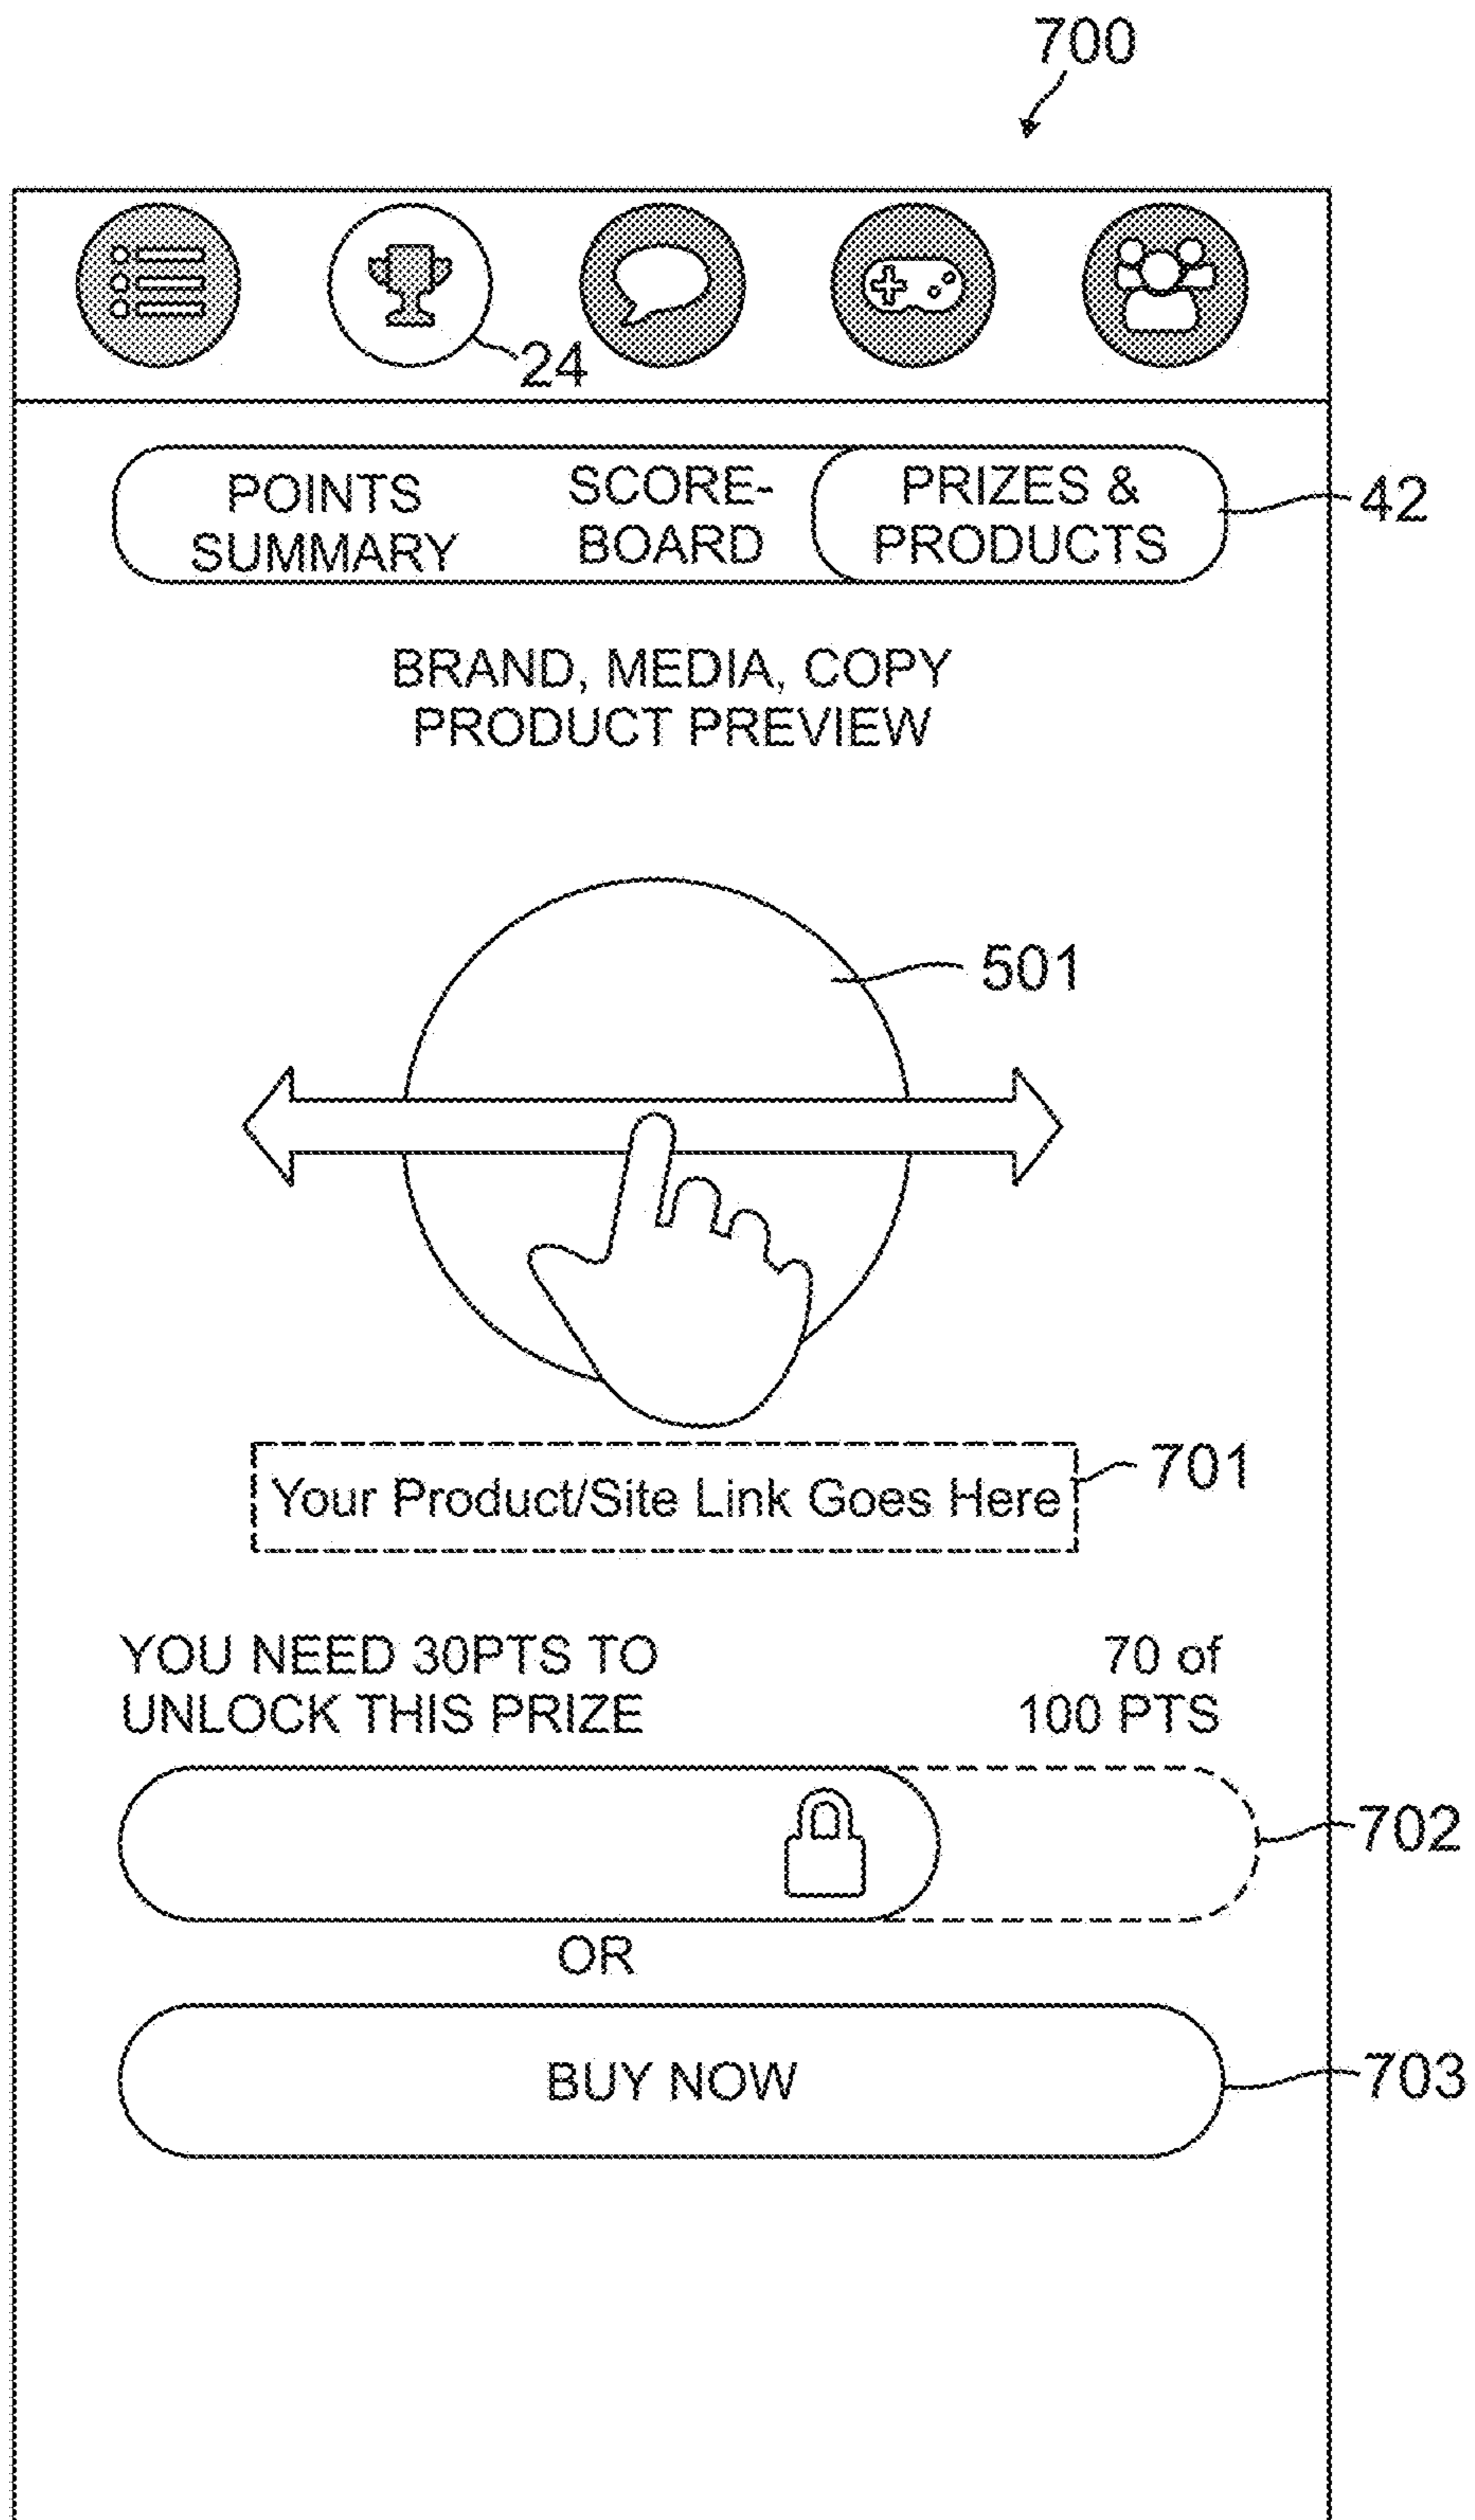 700
24
POINTS SUMMARY
SCORE-BOARD
PRIZES & PRODUCTS
42
BRAND, MEDIA, COPY
PRODUCT PREVIEW
501
Your Product/Site Link Goes Here
701
YOU NEED 30PTS TO
UNLOCK THIS PRIZE
70 of
100 PTS
702
OR
BUY NOW
703